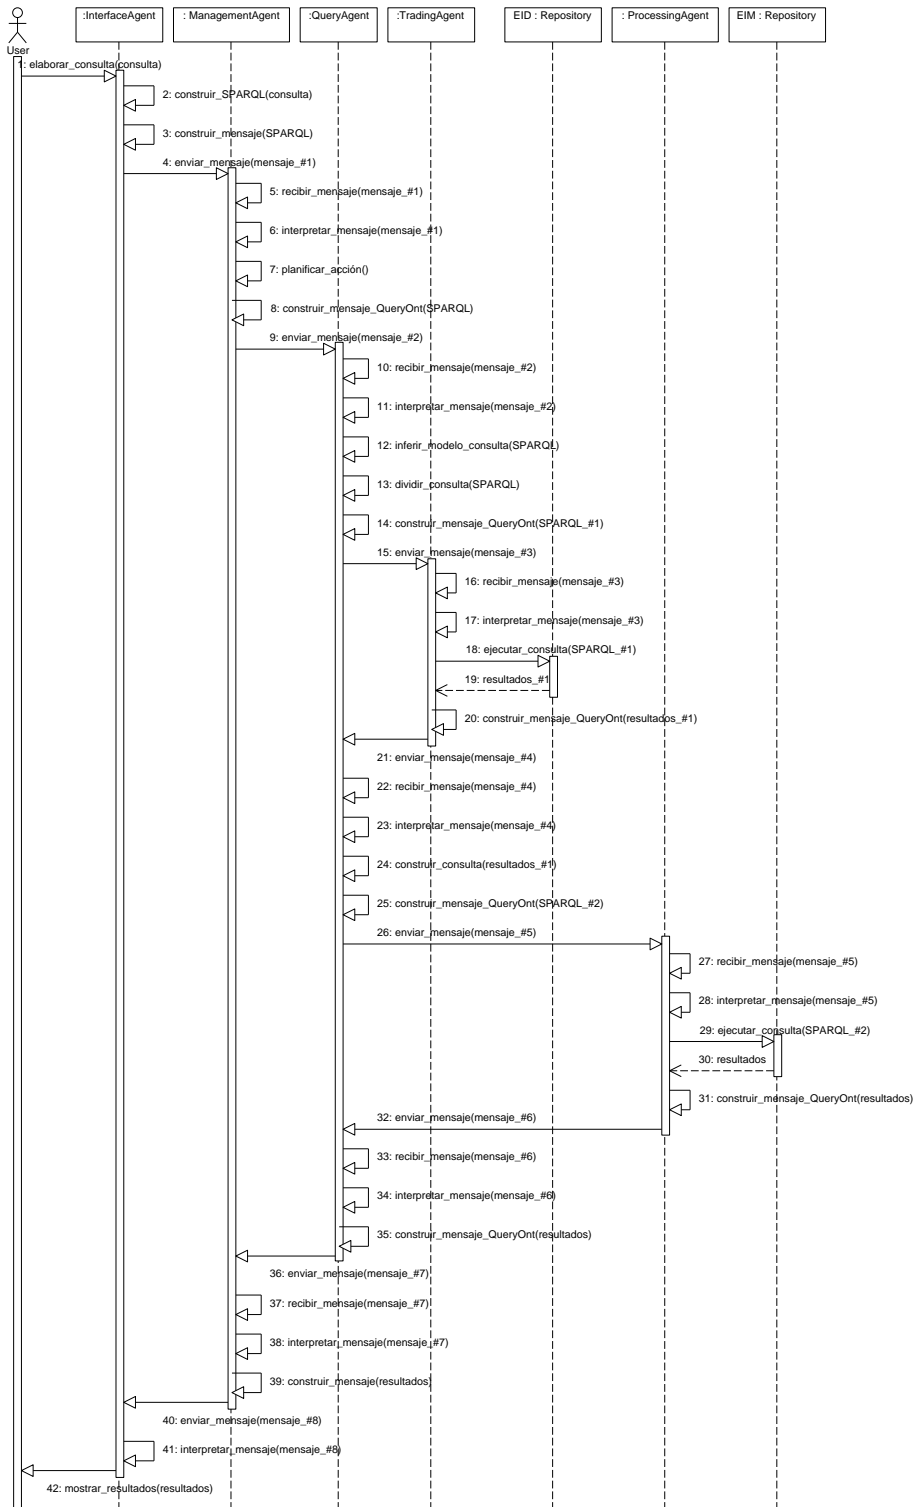 :InterfaceAgent
: ManagementAgent
:QueryAgent
:TradingAgent
EID : Repository
: ProcessingAgent
EIM : Repository
User
1: elaborar_consulta(consulta)
2: construir_SPARQL(consulta)
3: construir_mensaje(SPARQL)
4: enviar_mensaje(mensaje_#1)
5: recibir_mensaje(mensaje_#1)
6: interpretar_mensaje(mensaje_#1)
7: planificar_acción()
8: construir_mensaje_QueryOnt(SPARQL)
9: enviar_mensaje(mensaje_#2)
10: recibir_mensaje(mensaje_#2)
11: interpretar_mensaje(mensaje_#2)
12: inferir_modelo_consulta(SPARQL)
13: dividir_consulta(SPARQL)
14: construir_mensaje_QueryOnt(SPARQL_#1)
15: enviar_mensaje(mensaje_#3)
16: recibir_mensaje(mensaje_#3)
17: interpretar_mensaje(mensaje_#3)
18: ejecutar_consulta(SPARQL_#1)
19: resultados_#1
20: construir_mensaje_QueryOnt(resultados_#1)
21: enviar_mensaje(mensaje_#4)
22: recibir_mensaje(mensaje_#4)
23: interpretar_mensaje(mensaje_#4)
24: construir_consulta(resultados_#1)
25: construir_mensaje_QueryOnt(SPARQL_#2)
26: enviar_mensaje(mensaje_#5)
27: recibir_mensaje(mensaje_#5)
28: interpretar_mensaje(mensaje_#5)
29: ejecutar_consulta(SPARQL_#2)
30: resultados
31: construir_mensaje_QueryOnt(resultados)
32: enviar_mensaje(mensaje_#6)
33: recibir_mensaje(mensaje_#6)
34: interpretar_mensaje(mensaje_#6)
35: construir_mensaje_QueryOnt(resultados)
36: enviar_mensaje(mensaje_#7)
37: recibir_mensaje(mensaje_#7)
38: interpretar_mensaje(mensaje_#7)
39: construir_mensaje(resultados)
40: enviar_mensaje(mensaje_#8)
41: interpretar_mensaje(mensaje_#8)
42: mostrar_resultados(resultados)